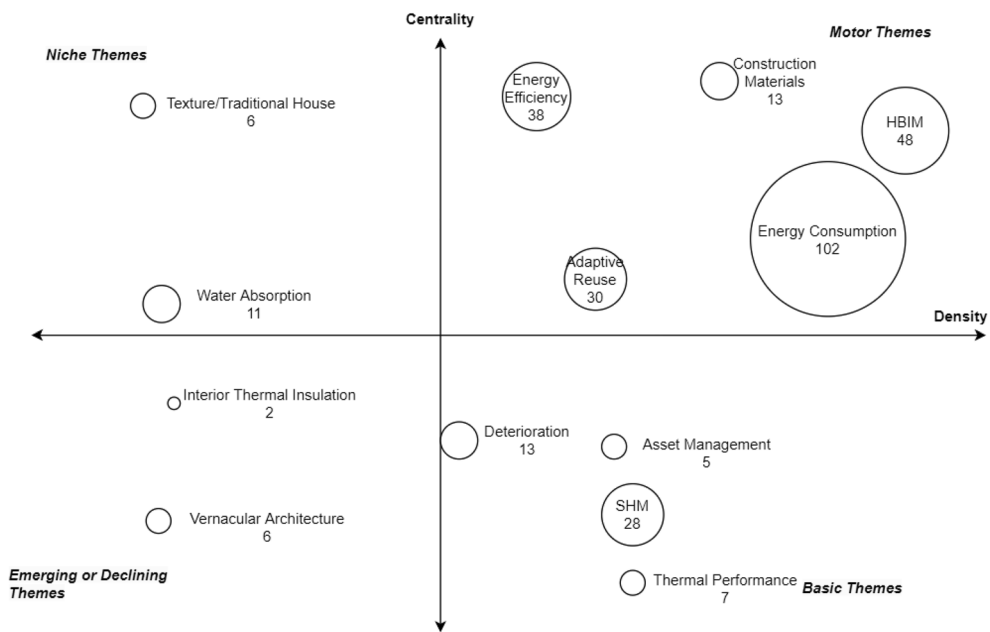 Centrality
Niche Themes
Motor Themes
Texture/Traditional House
6
Energy
Efficiency
38
Construction
Materials
13
HBIM
48
Energy Consumption
102
Adaptive
Reuse
30
Water Absorption
11
Density
Interior Thermal Insulation
2
Deterioration
13
Asset Management
5
Vernacular Architecture
6
SHM
28
Thermal Performance
7
Emerging or Declining
Themes
Basic Themes